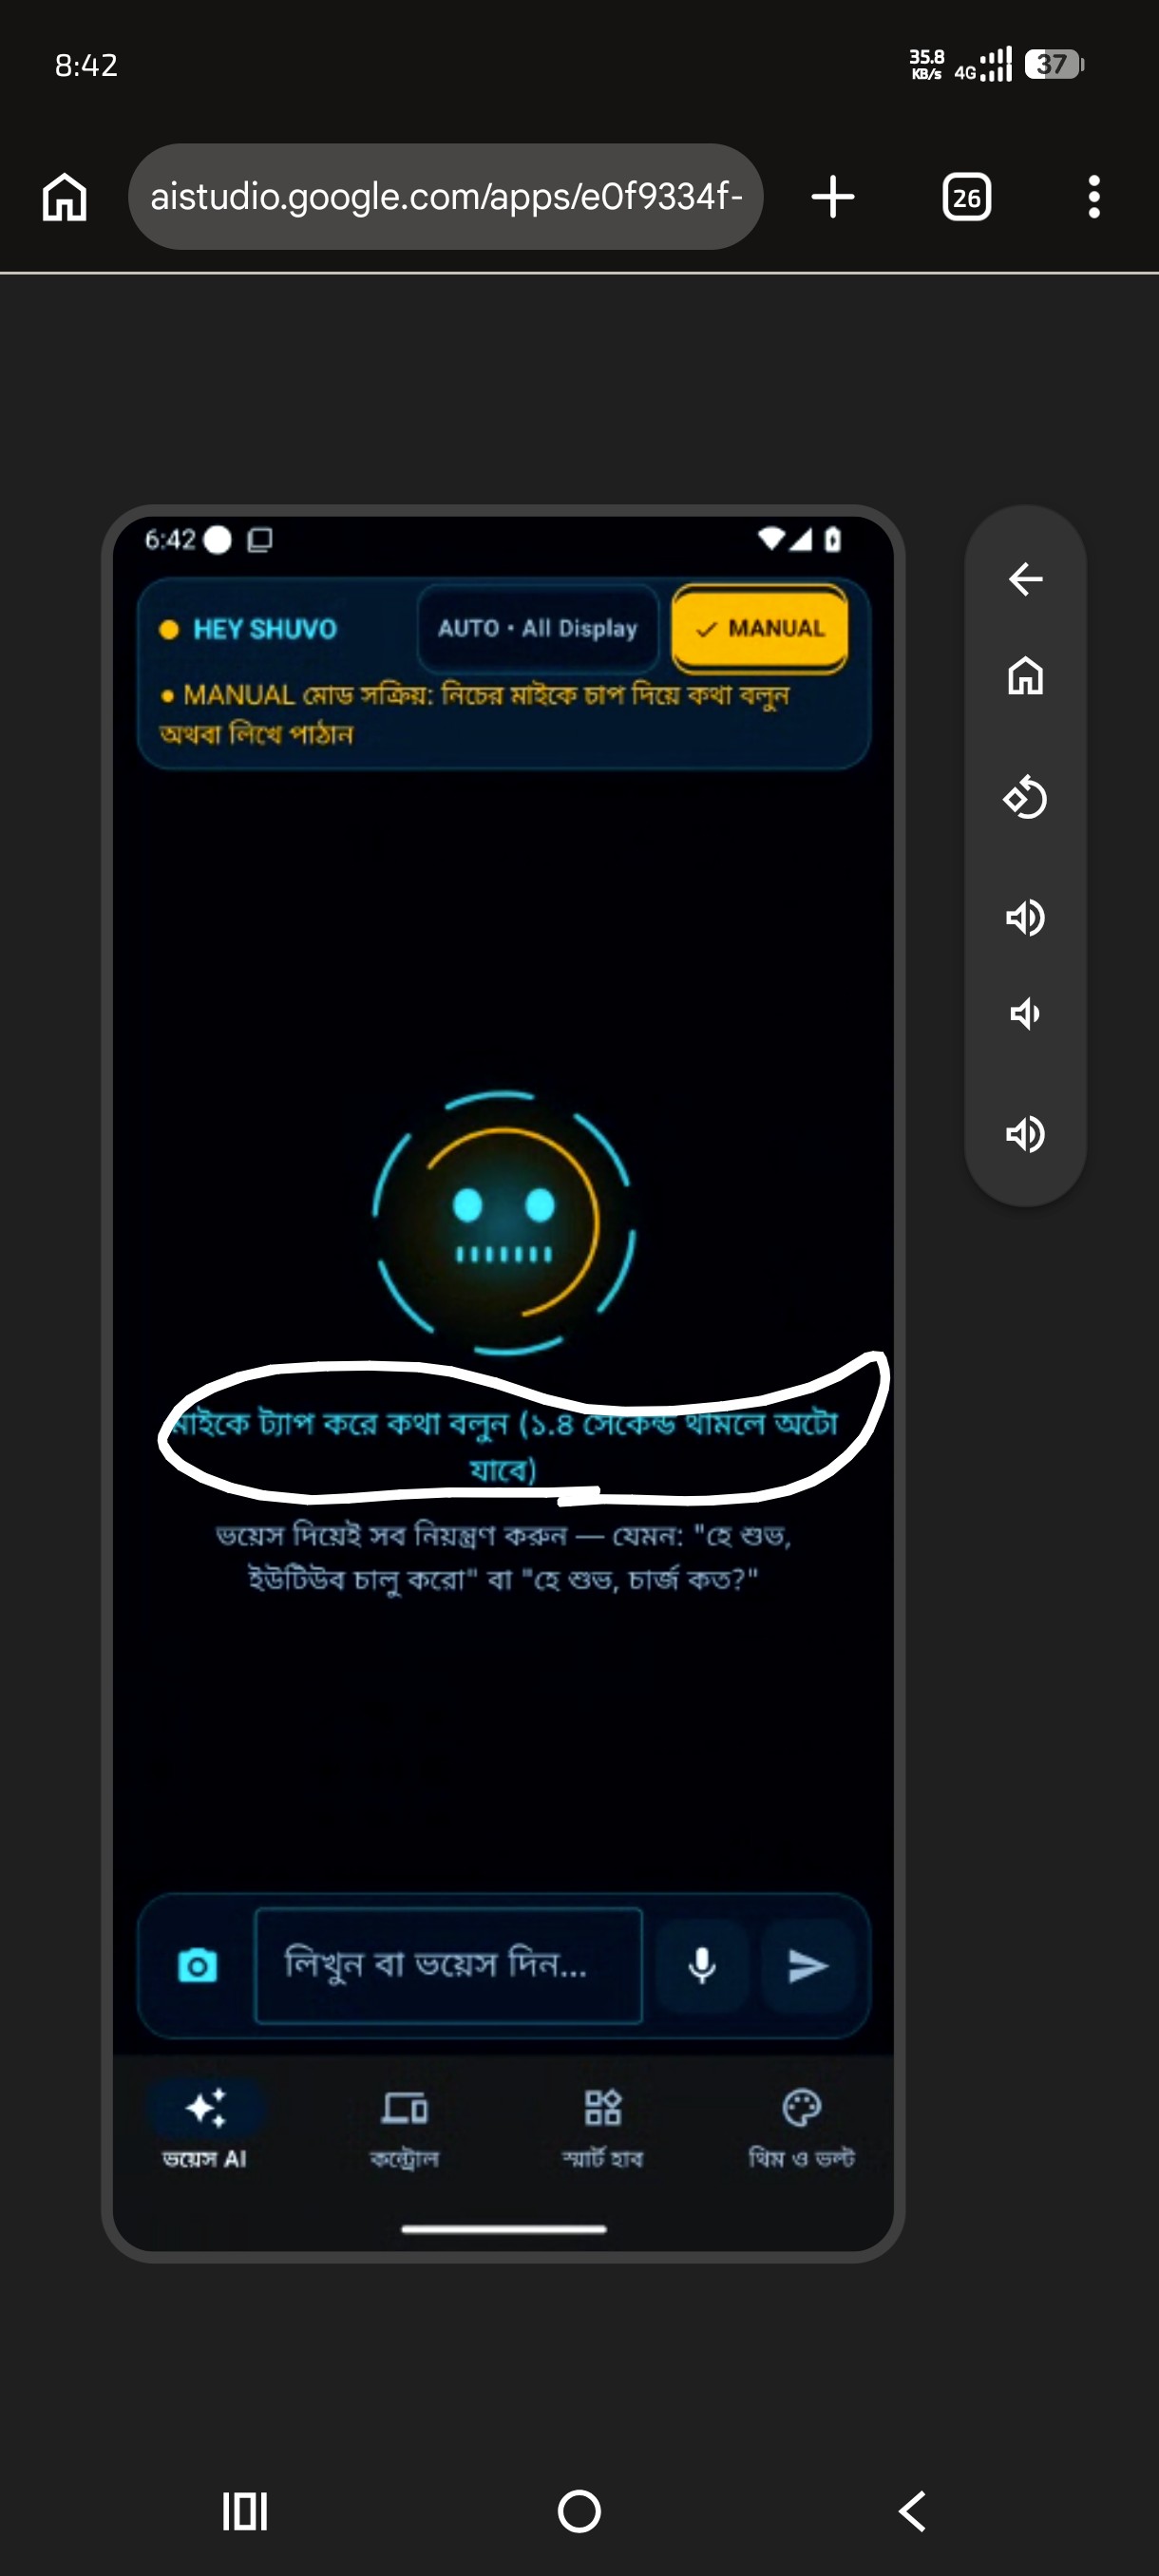 8:42
35.8 KB/s 4G 37
aistudio.google.com/apps/e0f9334f-
26
6:42
HEY SHUVO
AUTO • All Display
MANUAL
● MANUAL মোড সক্রিয়: নিচের মাইকে চাপ দিয়ে কথা বলুন
অথবা লিখে পাঠান
মাইকে ট্যাপ করে কথা বলুন (১.৪ সেকেন্ড থামলে অটো
যাবে)
ভয়েস দিয়েই সব নিয়ন্ত্রণ করুন — যেমন: "হে শুভ,
ইউটিউব চালু করো" বা "হে শুভ, চার্জ কত?"
লিখুন বা ভয়েস দিন...
ভয়েস AI
কন্ট্রোল
স্মার্ট হাব
থিম ও ভল্ট